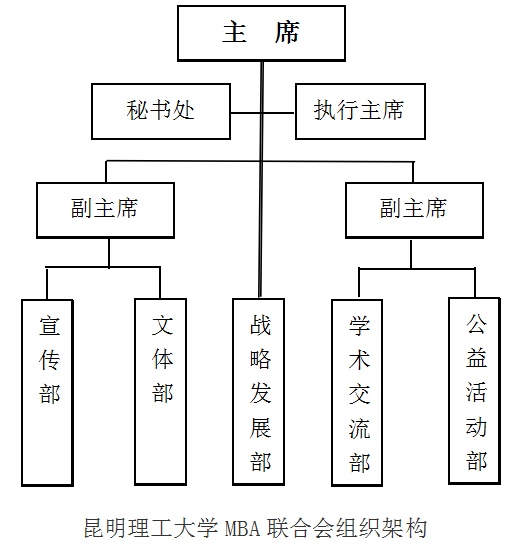 主 席
秘书处
执行主席
副主席
副主席
宣传部
文体部
战略发展部
学术交流部
公益活动部
昆明理工大学 MBA 联合会组织架构